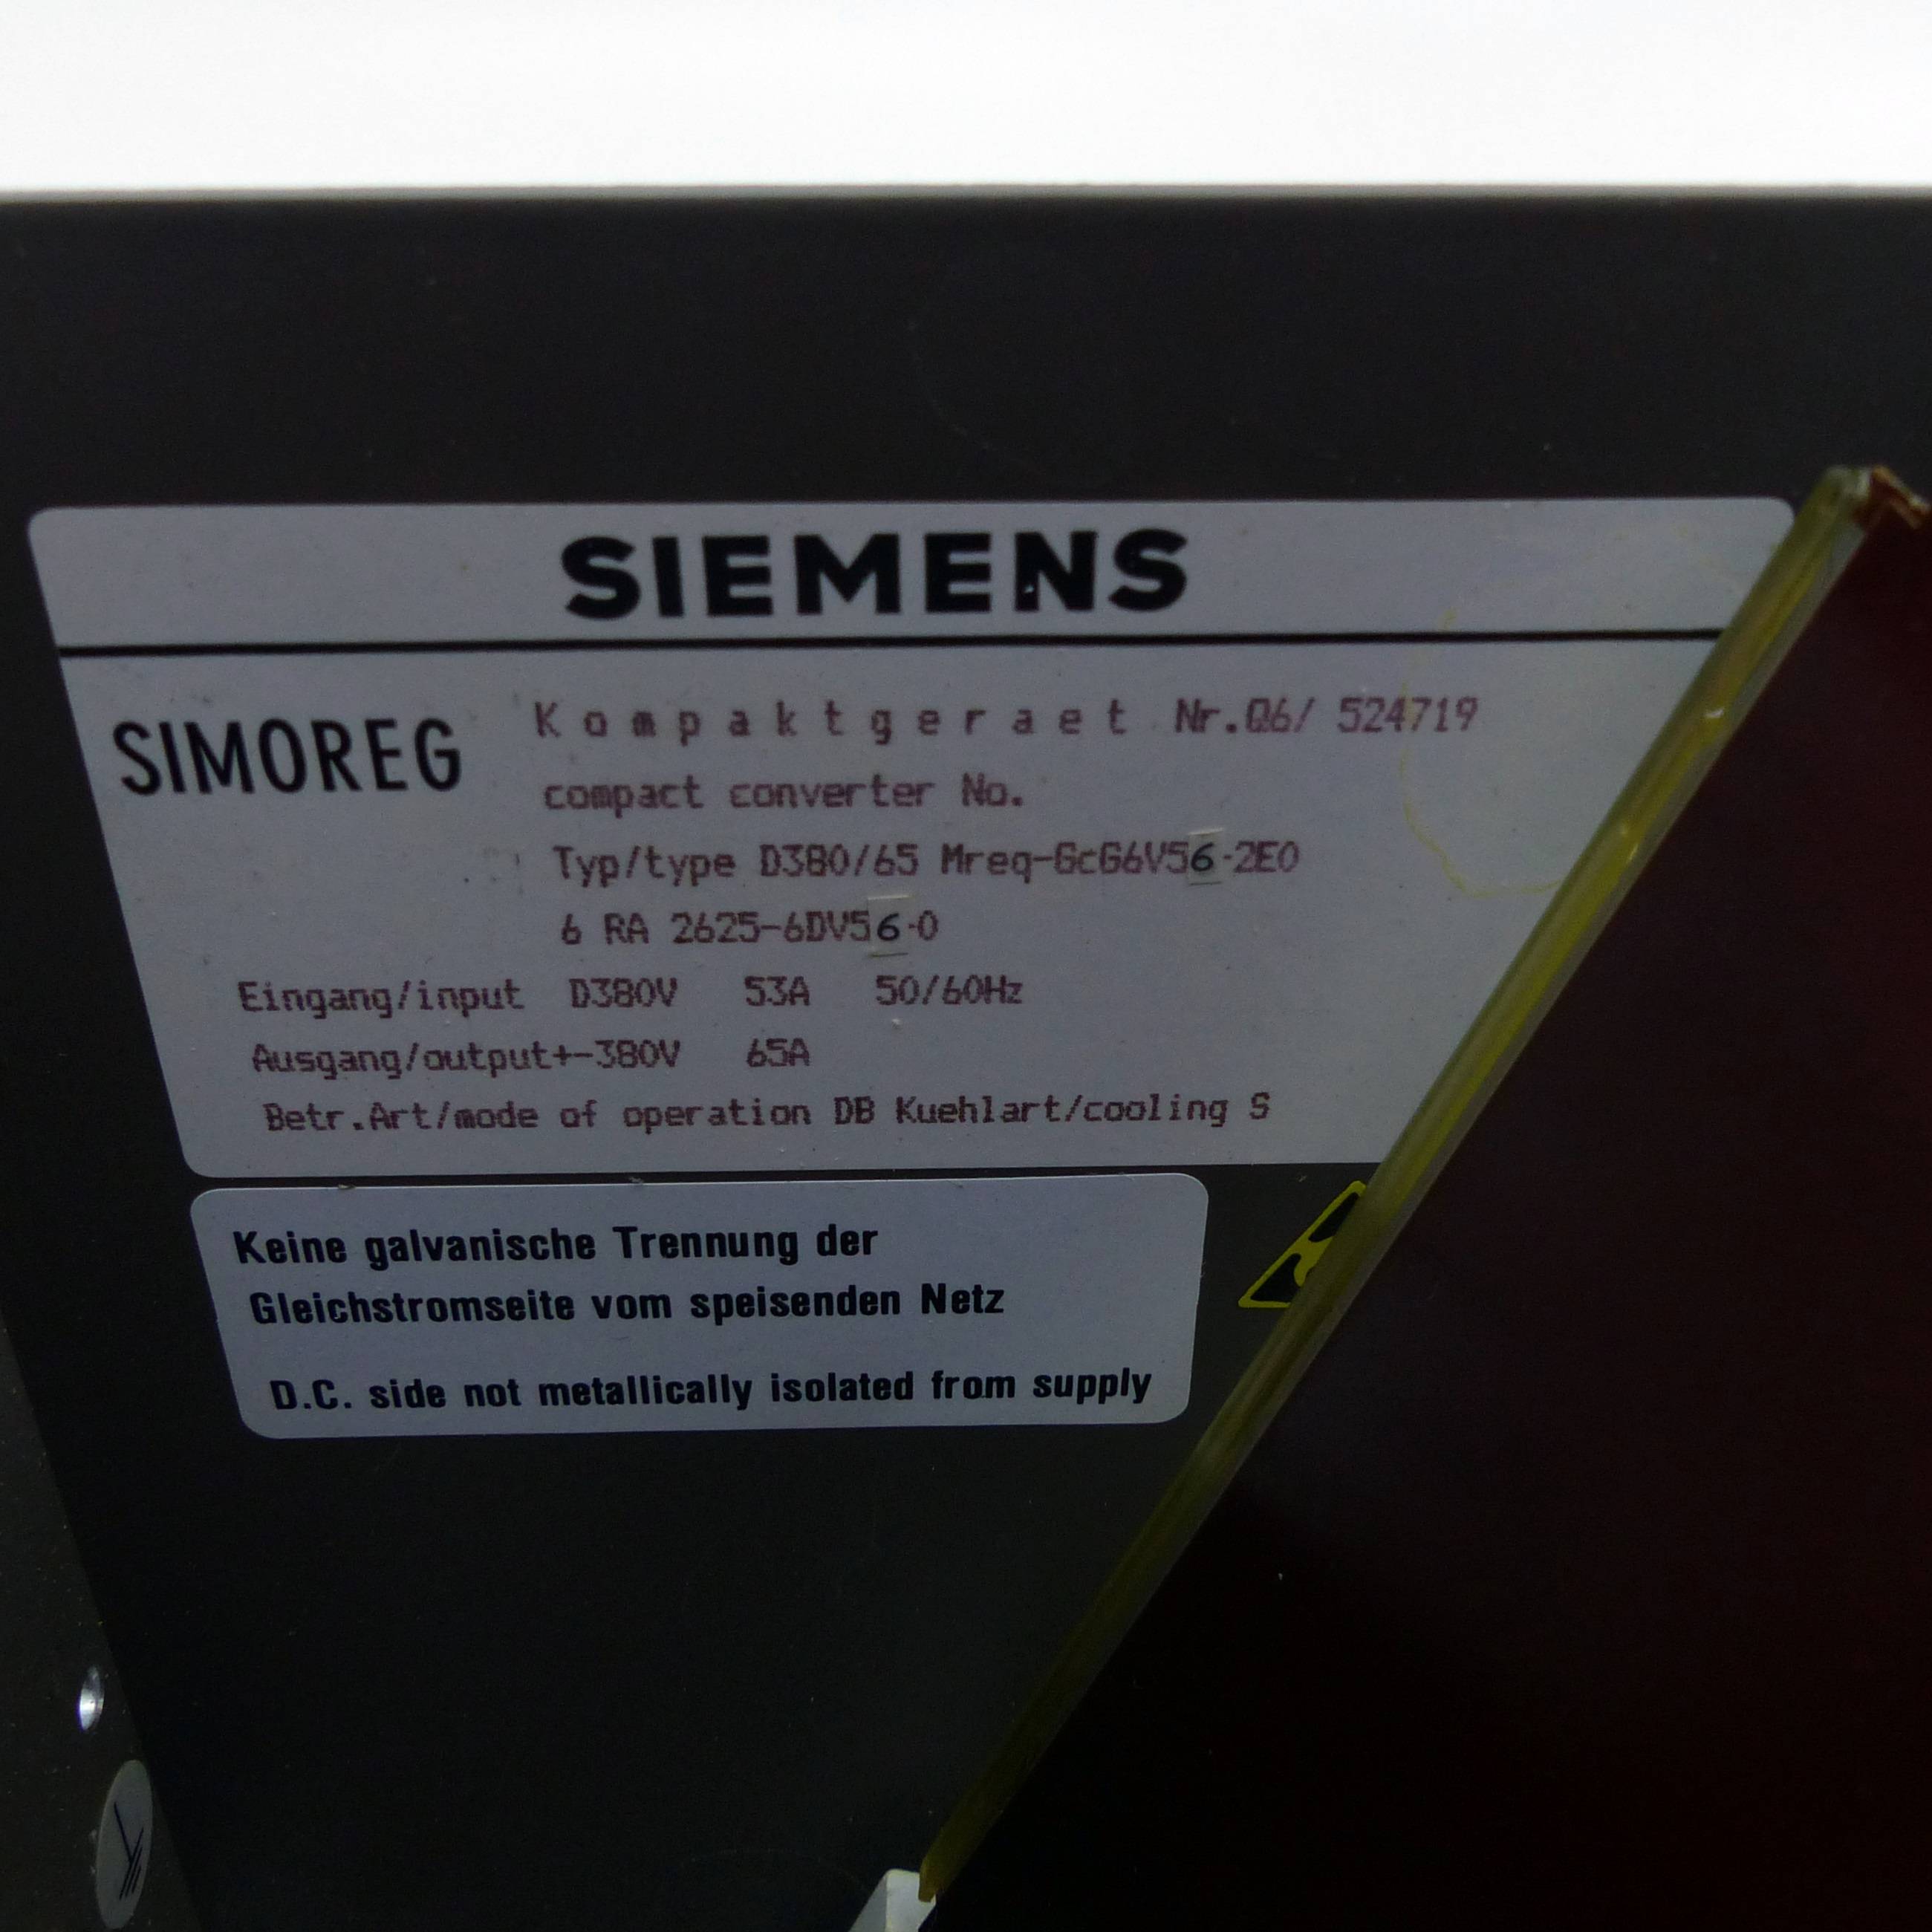 SIEMENS
SIMOREG
Kompaktgeraet Nr.Q6/ 524719
compact converter No.
Typ/type D380/65 Mreq-GcG6V56-2E0
6 RA 2625-6DV56-0
Eingang/input D380V 53A 50/60Hz
Ausgang/output+-380V 65A
Betr.Art/mode of operation DB Kuehlart/cooling S
Keine galvanische Trennung der
Gleichstromseite vom speisenden Netz
D.C. side not metallically isolated from supply